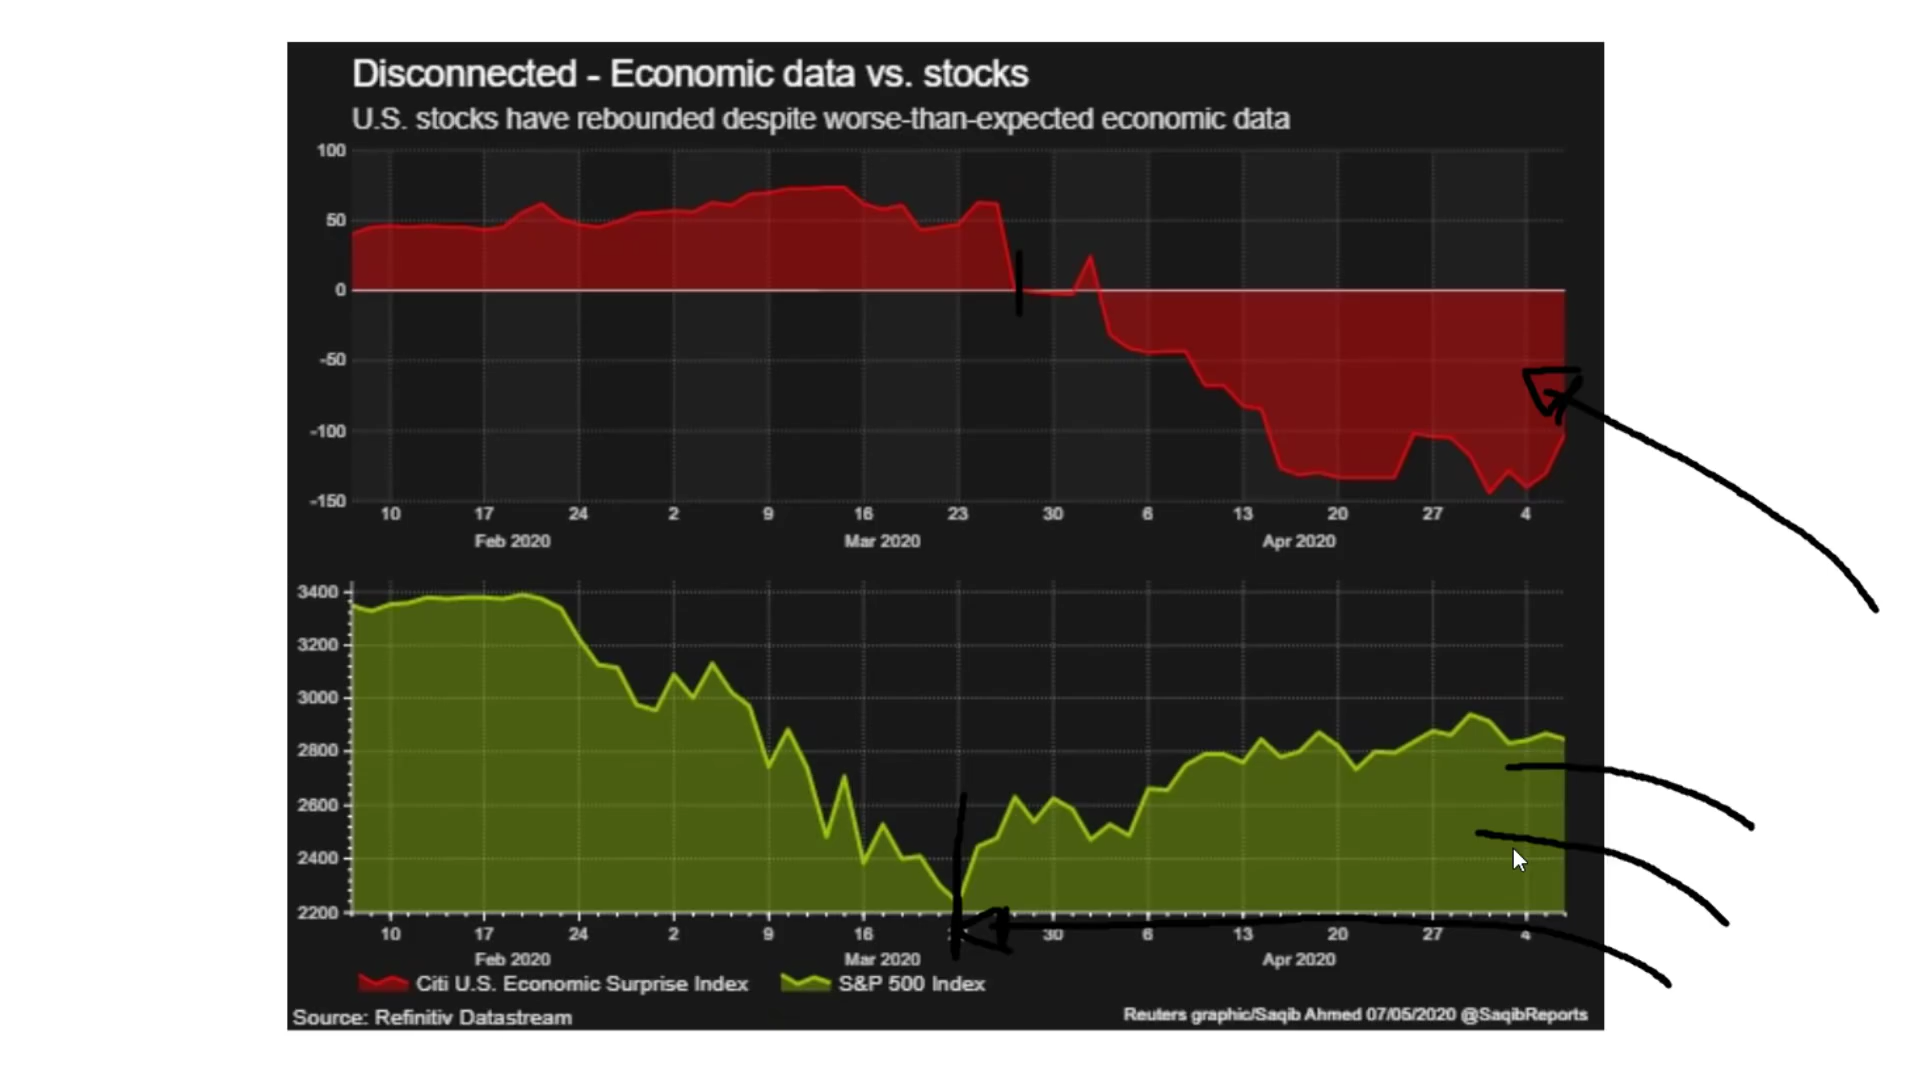 Disconnected - Economic data vs. stocks
U.S. stocks have rebounded despite worse-than-expected economic data
100
50
0
-50
-100
-150
10 17 24 2 9 16 23 30 6 13 20 27 4
Feb 2020 Mar 2020 Apr 2020
3400
3200
3000
2800
2600
2400
2200
10 17 24 2 9 16 30 6 13 20 27 4
Feb 2020 Mar 2020 Apr 2020
Citi U.S. Economic Surprise Index S&P 500 Index
Source: Refinitiv Datastream Reuters graphic/Saqib Ahmed 07/05/2020 @SaqibReports